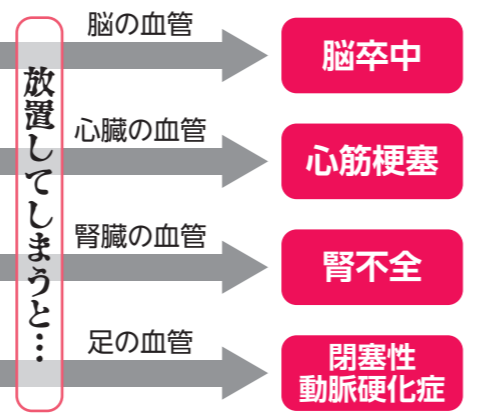 放置してしまうと…
脳の血管
脳卒中
心臓の血管
心筋梗塞
腎臓の血管
腎不全
足の血管
閉塞性
動脈硬化症